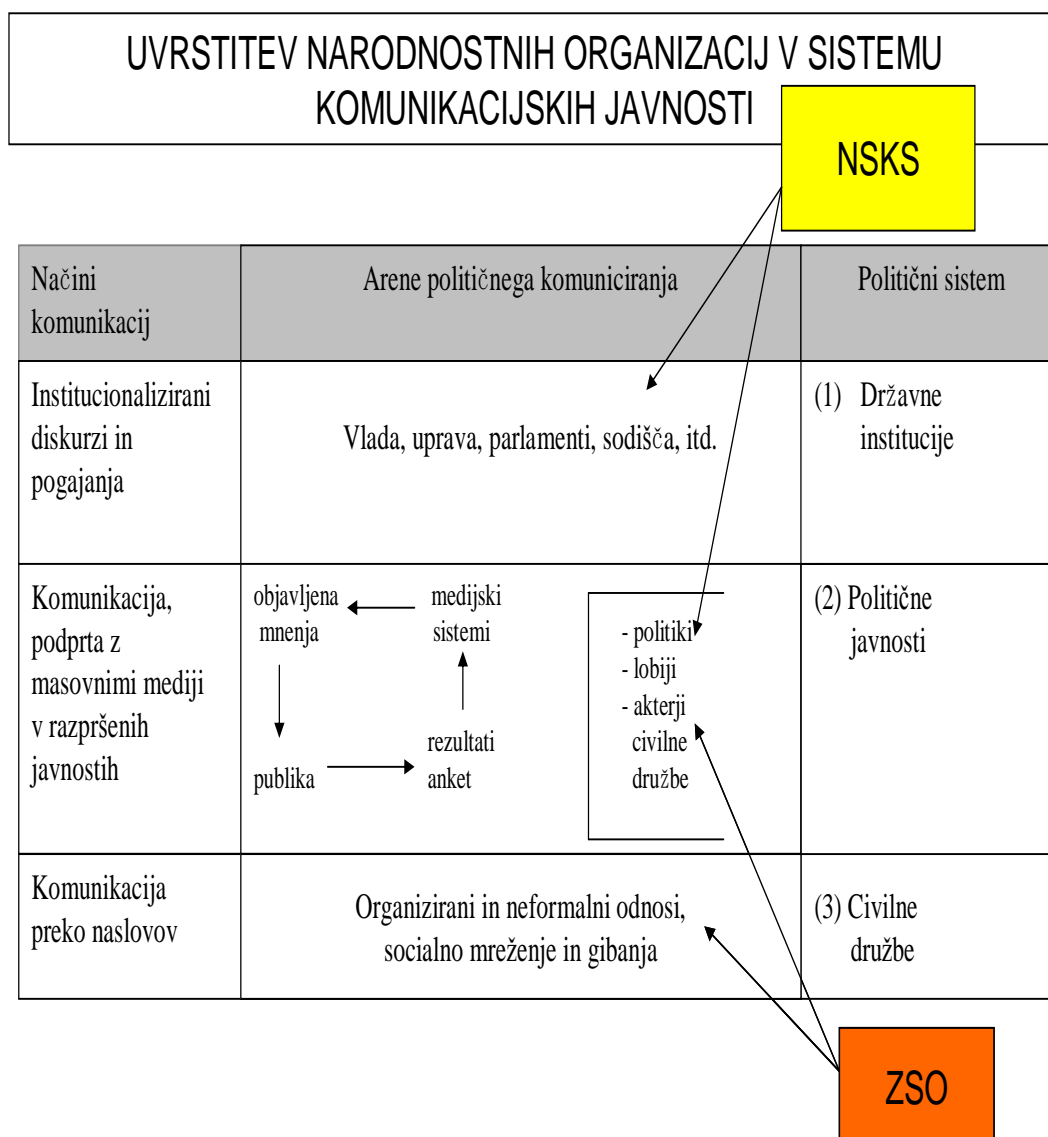 UVRSTITEV NARODNOSTNIH ORGANIZACIJ V SISTEMU
KOMUNIKACIJSKIH JAVNOSTI
NSKS
Načini
komunikacij
Arene političnega komuniciranja
Politični sistem
Institucionalizirani
diskurzi in
pogajanja
Vlada, uprava, parlamenti, sodišča, itd.
(1) Državne
institucije
Komunikacija,
podprta z
masovnimi mediji
v razpršenih
javnostih
objavljena
mnenja
medijski
sistemi
publika
rezultati
anket
- politiki
- lobiji
- akterji
civilne
družbe
(2) Politične
javnosti
Komunikacija
preko naslovov
Organizirani in neformalni odnosi,
socialno mreženje in gibanja
(3) Civilne
družbe
ZSO